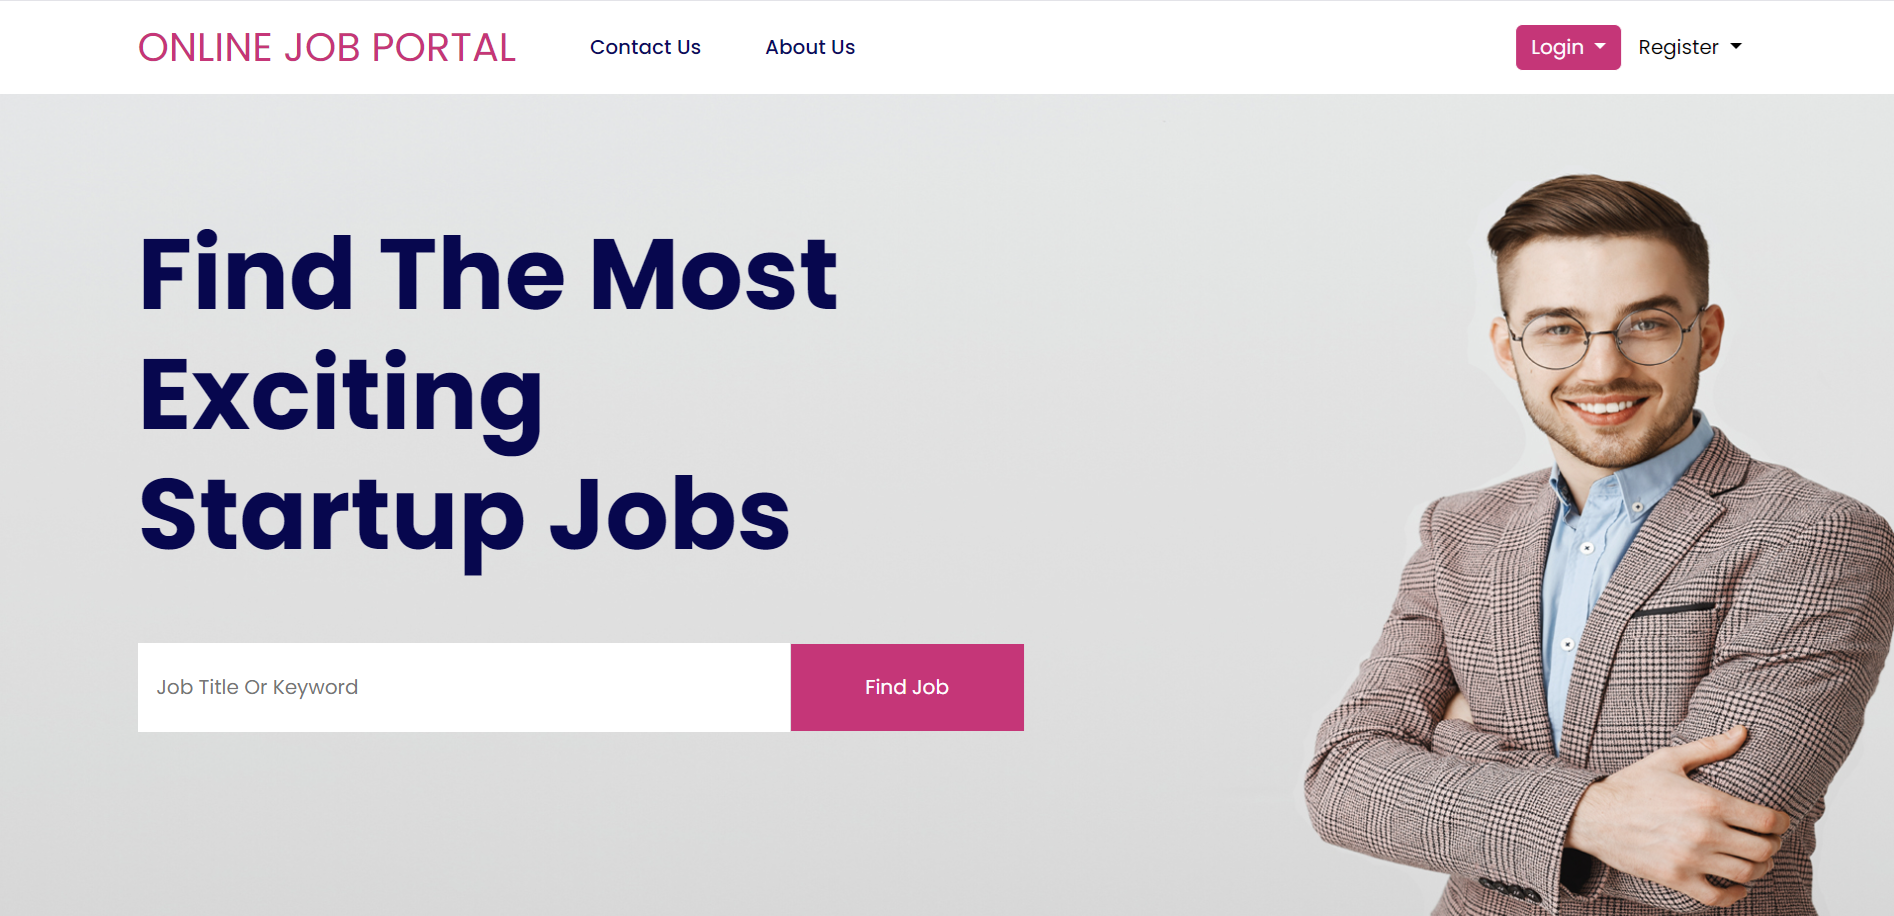 ONLINE JOB PORTAL
Contact Us
About Us
Login
Register
Find The Most
Exciting
Startup Jobs
Job Title Or Keyword
Find Job